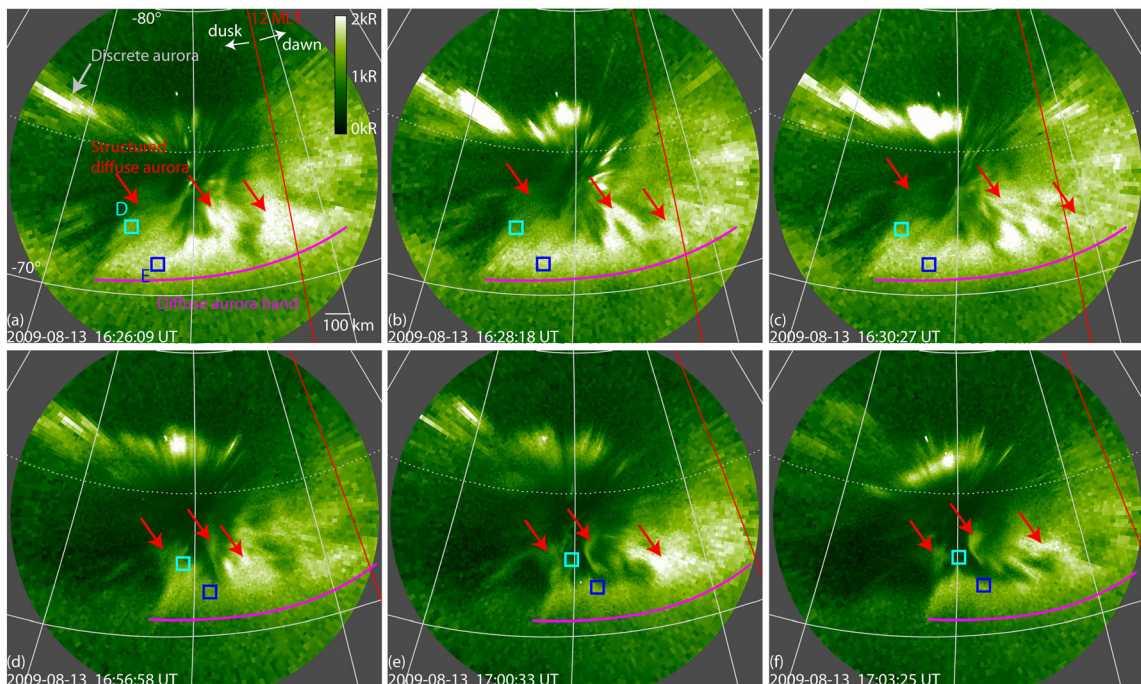 -80°
12 MLT
2kR
dusk
dawn
Discrete aurora
1kR
0kR
Structured
diffuse aurora
D
-70°
E
Diffuse aurora band
100 km
(a)
2009-08-13 16:26:09 UT
(b)
2009-08-13 16:28:18 UT
(c)
2009-08-13 16:30:27 UT
(d)
2009-08-13 16:56:58 UT
(e)
2009-08-13 17:00:33 UT
(f)
2009-08-13 17:03:25 UT